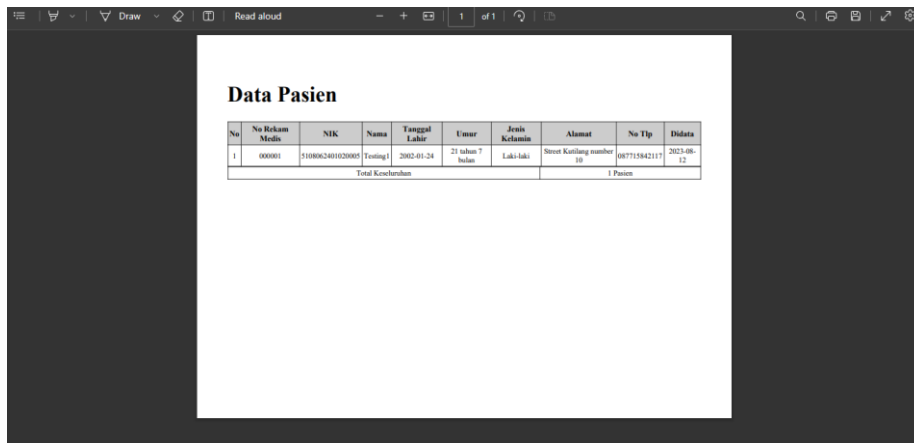 Draw
Read aloud
1 of 1
Data Pasien
No No Rekam Medis NIK Nama Tanggal Lahir Umur Jenis Kelamin Alamat No Tlp Didata
1 000001 5108062401020005 Testing1 2002-01-24 21 tahun 7 bulan Laki-laki Street Kutilang number 10 087715842117 2023-08-12
Total Keseluruhan 1 Pasien